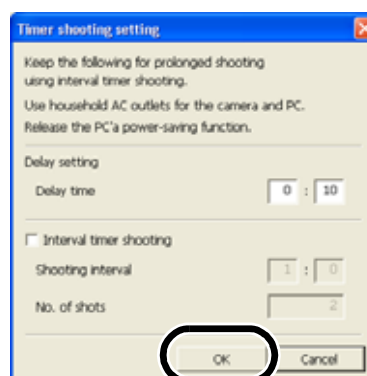 Timer shooting setting
Keep the following for prolonged shooting
uisng interval timer shooting.
Use household AC outlets for the camera and PC.
Release the PC'a power-saving function.
Delay setting
Delay time 0 : 10
Interval timer shooting
Shooting interval 1 : 0
No. of shots 2
OK Cancel